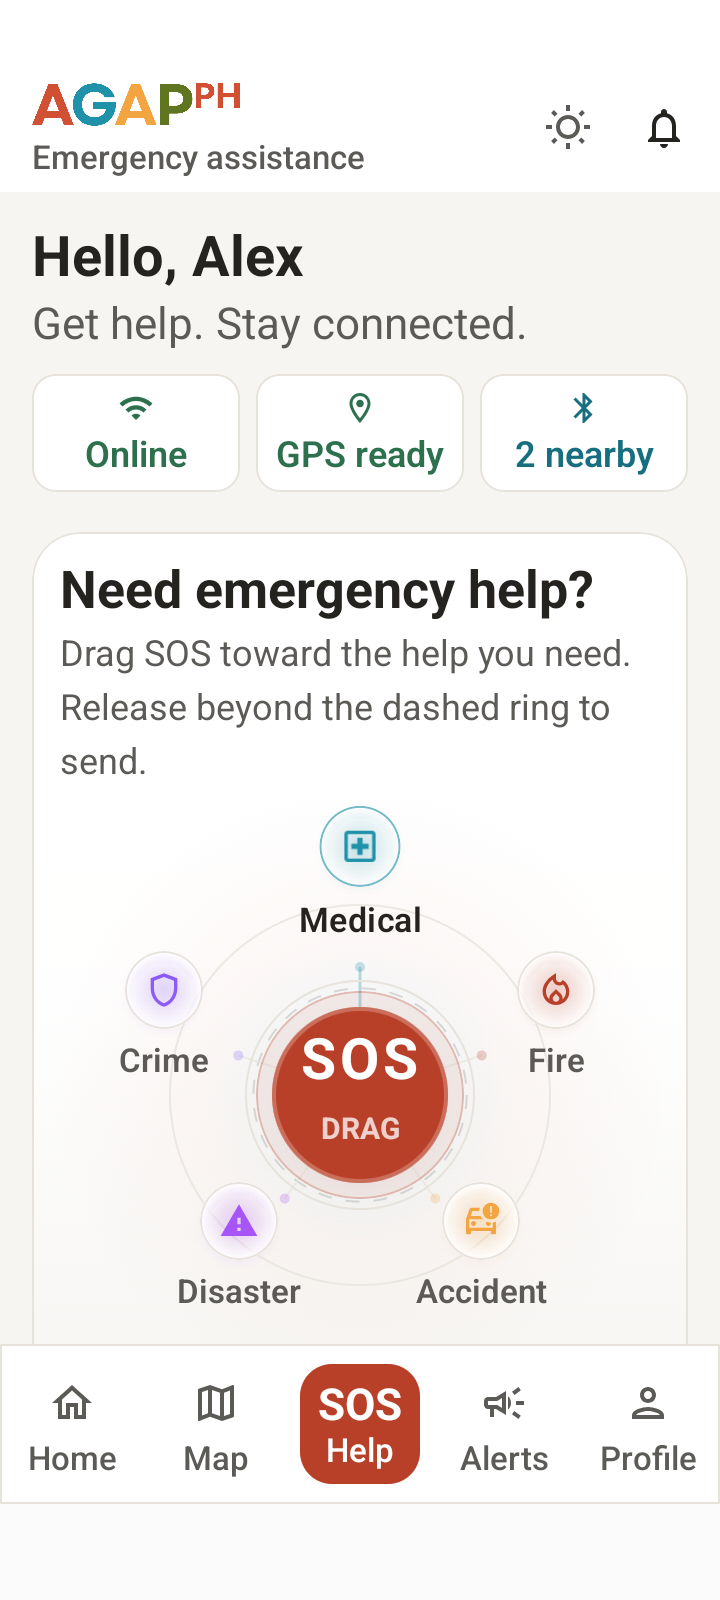 AGAPPH
Emergency assistance
Hello, Alex
Get help. Stay connected.
Online
GPS ready
2 nearby
Need emergency help?
Drag SOS toward the help you need.
Release beyond the dashed ring to
send.
Medical
Crime
Fire
SOS
DRAG
Disaster
Accident
Home
Map
SOS
Help
Alerts
Profile